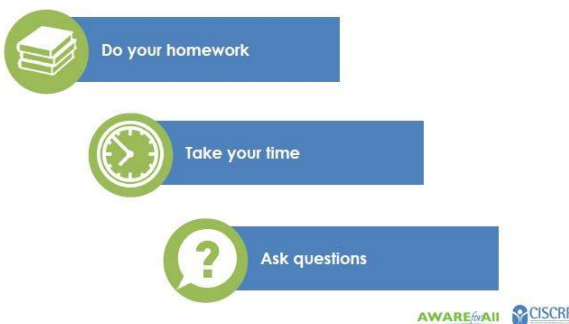 Do your homework
Take your time
Ask questions
AWAREforAll CISCRP